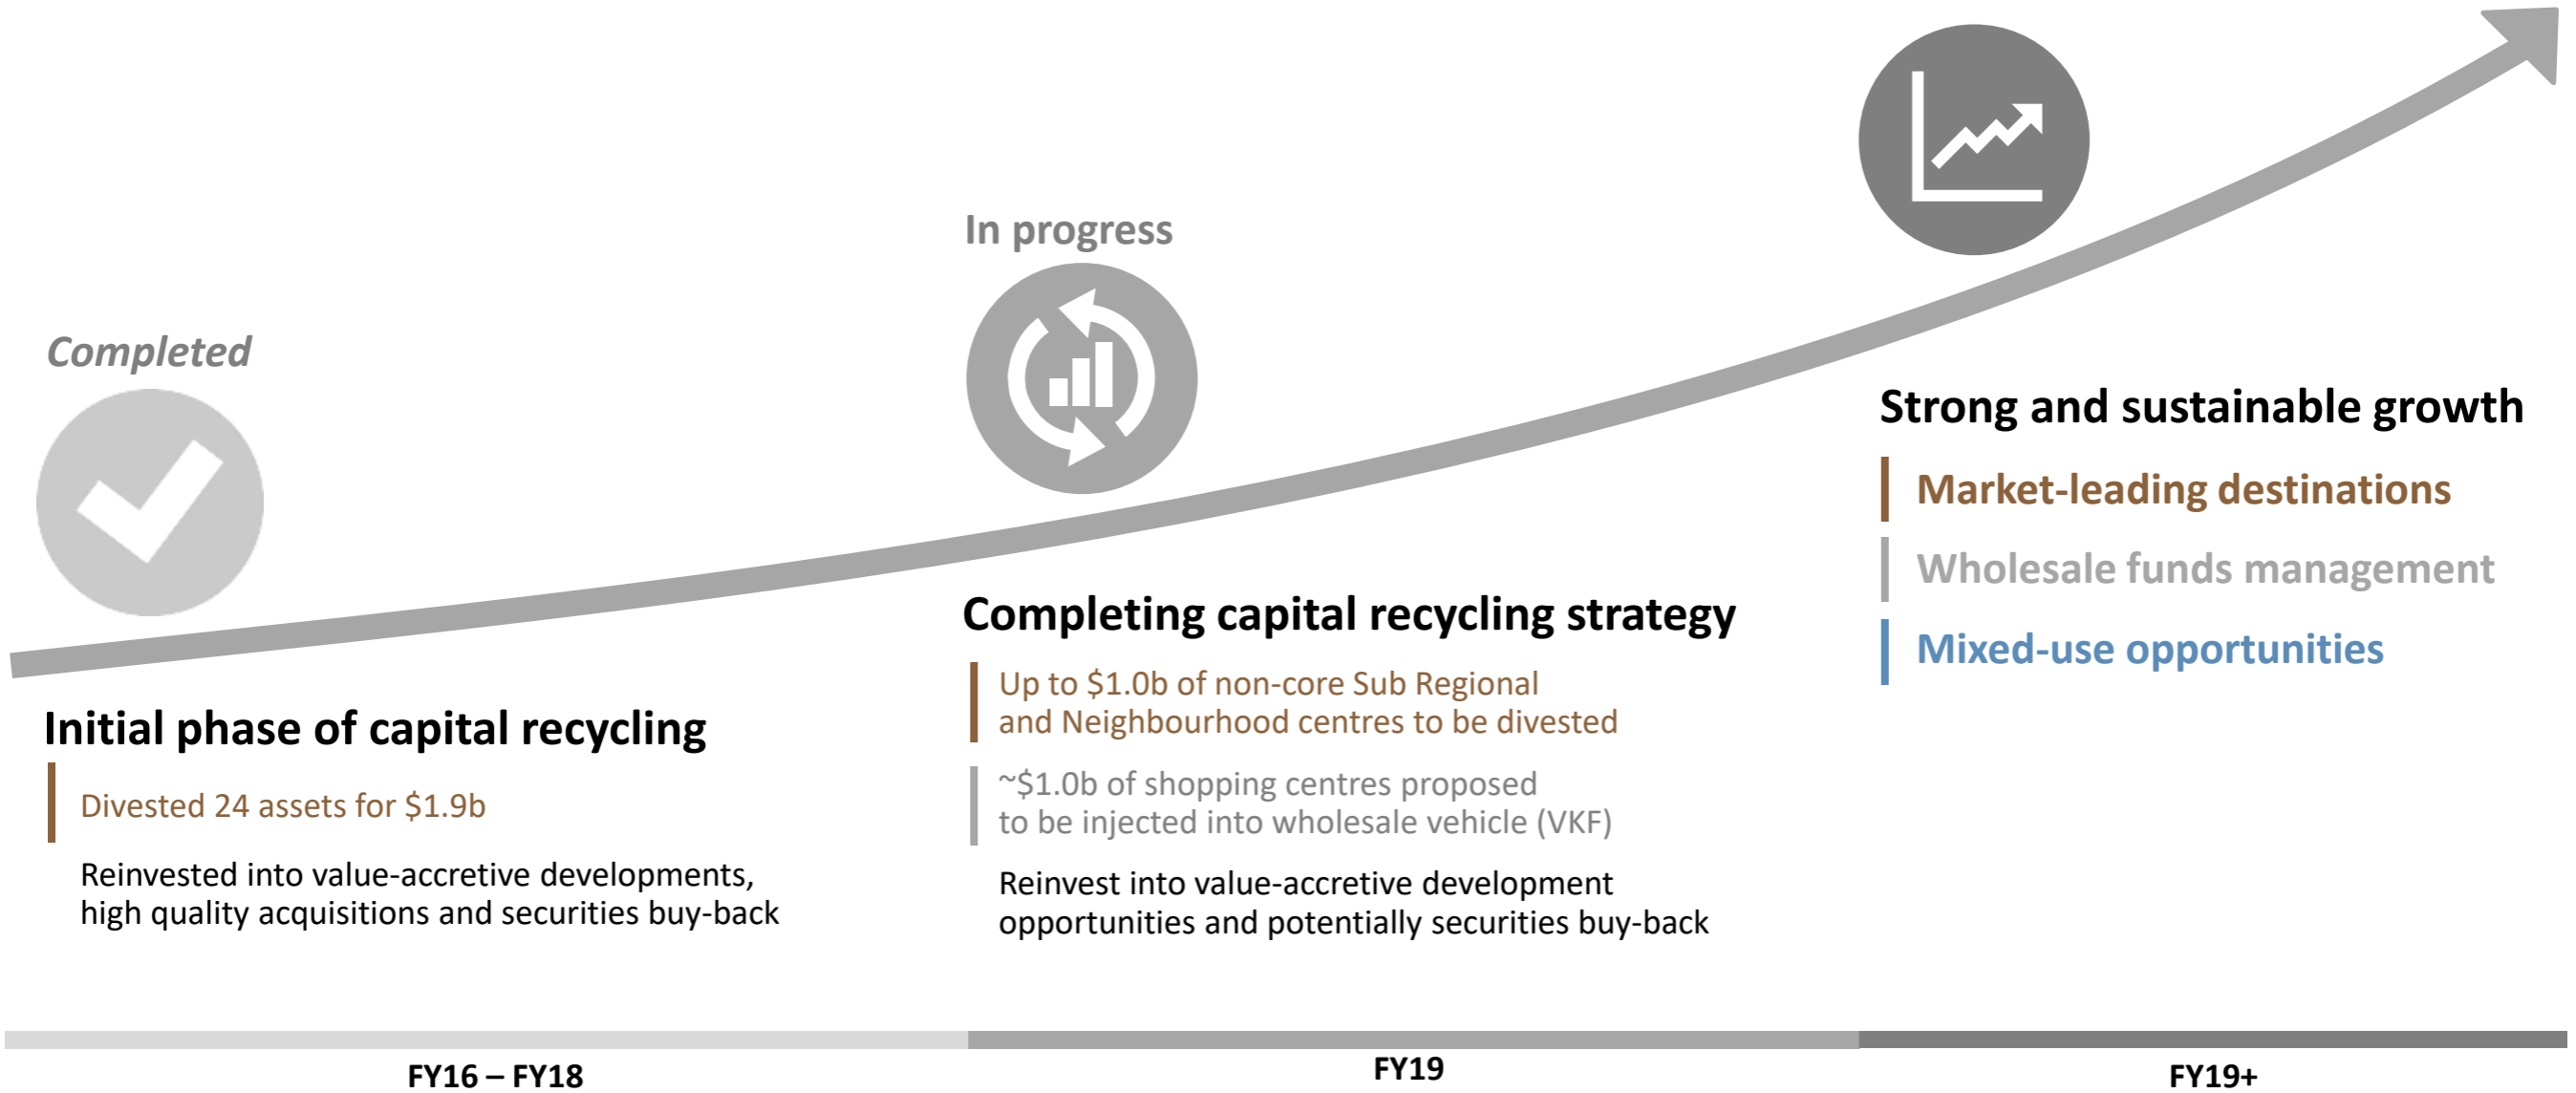 Completed
Initial phase of capital recycling
Divested 24 assets for $1.9b
Reinvested into value-accretive developments,
high quality acquisitions and securities buy-back
In progress
Completing capital recycling strategy
Up to $1.0b of non-core Sub Regional
and Neighbourhood centres to be divested
~$1.0b of shopping centres proposed
to be injected into wholesale vehicle (VKF)
Reinvest into value-accretive development
opportunities and potentially securities buy-back
Strong and sustainable growth
Market-leading destinations
Wholesale funds management
Mixed-use opportunities
FY16 – FY18
FY19
FY19+